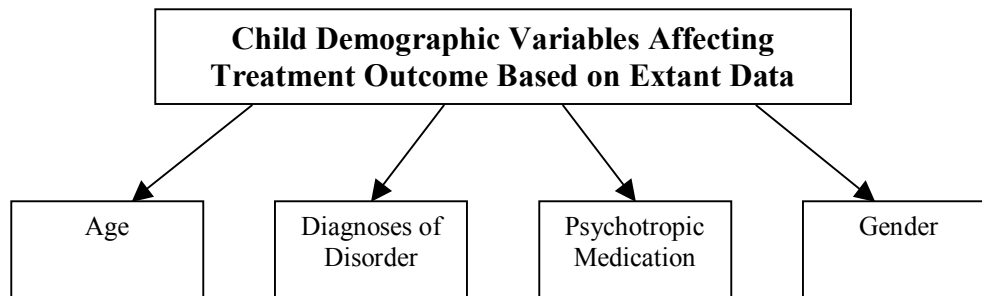 Child Demographic Variables Affecting
Treatment Outcome Based on Extant Data
Age
Diagnoses of
Disorder
Psychotropic
Medication
Gender